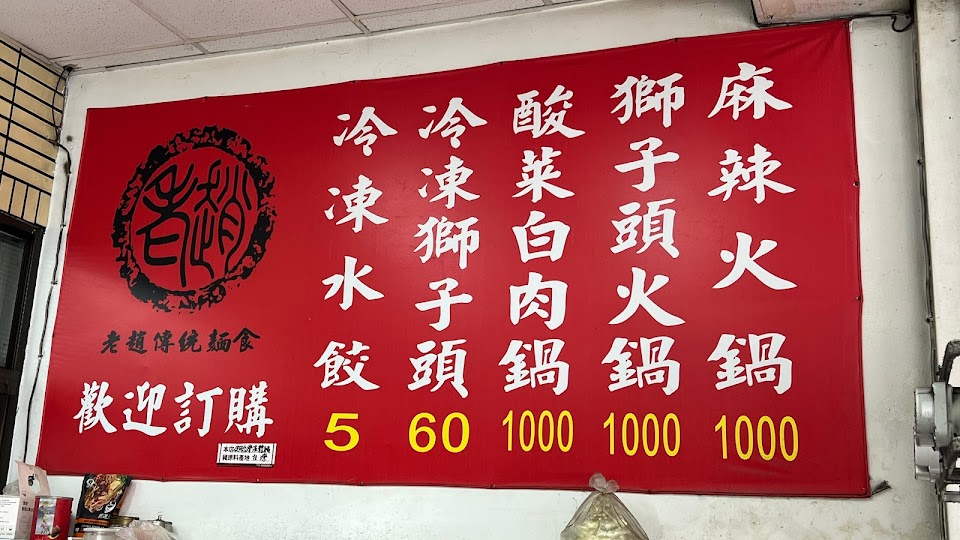 麻辣火鍋
1000
獅子頭火鍋
1000
酸菜白肉鍋
1000
冷凍獅子頭
60
冷凍水餃
5
老趙
老趙傳統麵食
歡迎訂購